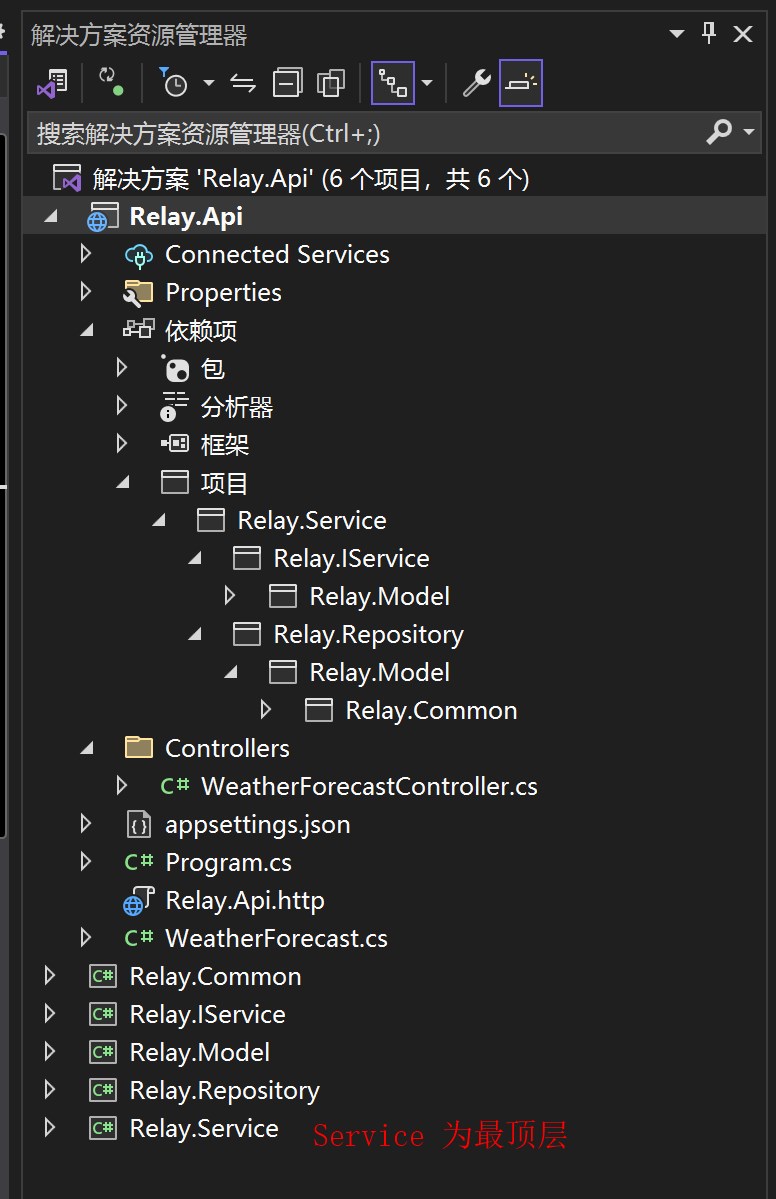 解决方案资源管理器
搜索解决方案资源管理器(Ctrl+;)
解决方案 'Relay.Api' (6 个项目，共 6 个)
Relay.Api
Connected Services
Properties
依赖项
包
分析器
框架
项目
Relay.Service
Relay.IService
Relay.Model
Relay.Repository
Relay.Model
Relay.Common
Controllers
C# WeatherForecastController.cs
appsettings.json
C# Program.cs
Relay.Api.http
C# WeatherForecast.cs
C# Relay.Common
C# Relay.IService
C# Relay.Model
C# Relay.Repository
C# Relay.Service Service 为最顶层